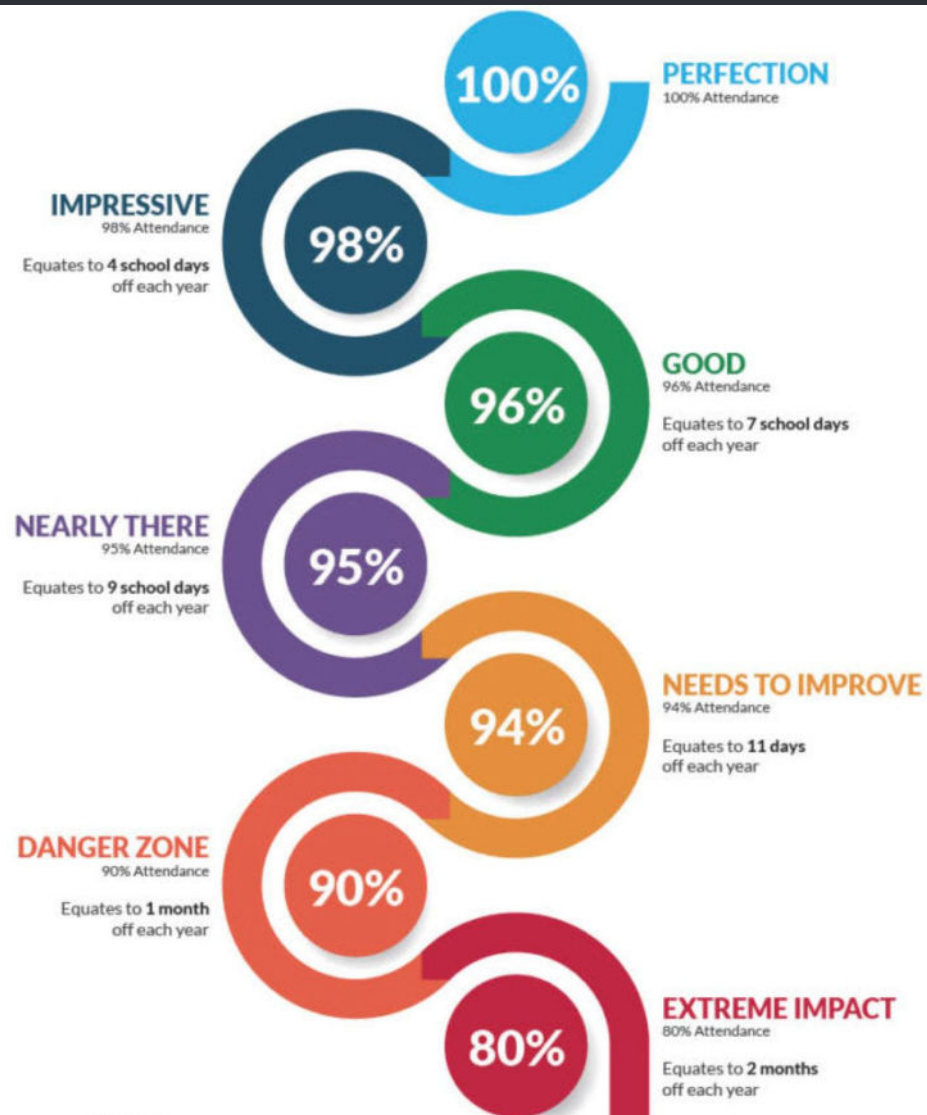 100%
PERFECTION
100% Attendance
IMPRESSIVE
98% Attendance
Equates to 4 school days
off each year
98%
96%
GOOD
96% Attendance
Equates to 7 school days
off each year
NEARLY THERE
95% Attendance
Equates to 9 school days
off each year
95%
94%
NEEDS TO IMPROVE
94% Attendance
Equates to 11 days
off each year
DANGER ZONE
90% Attendance
Equates to 1 month
off each year
90%
80%
EXTREME IMPACT
80% Attendance
Equates to 2 months
off each year